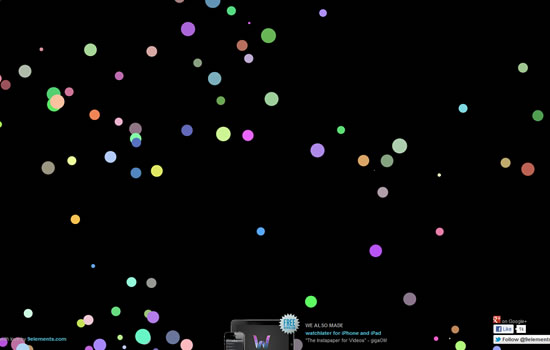 9elements.com
FREE
W
WE ALSO MADE
watchlater for iPhone and iPad
"The Instapaper for Videos" - gigaOM
on Google+
Like
1k
Follow @9elements